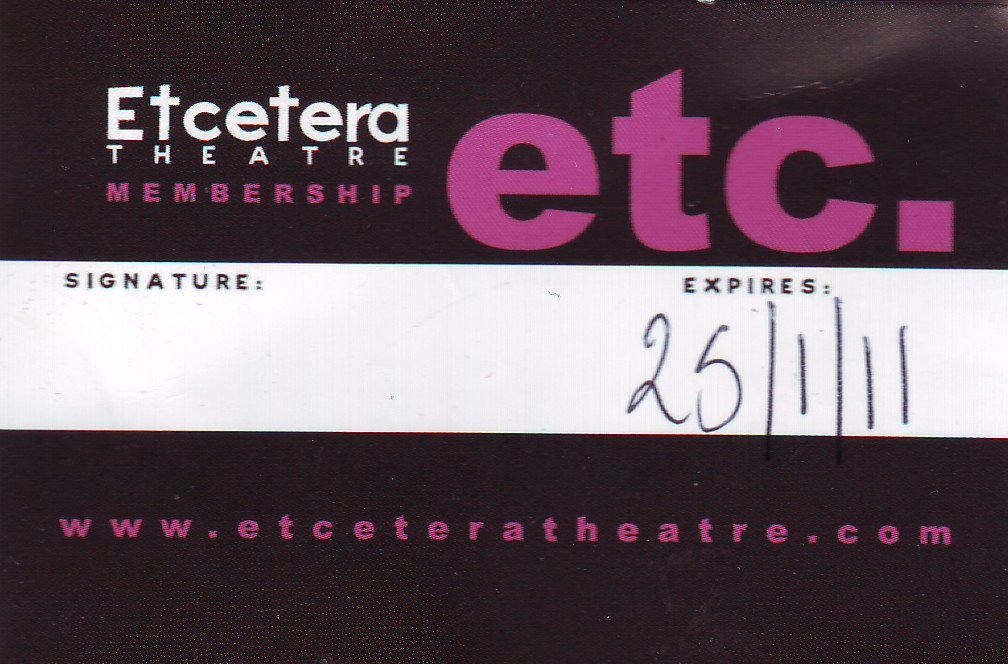 Etcetera
THEATRE
MEMBERSHIP
etc.
SIGNATURE:
EXPIRES:
25/1/11
www.etceteratheatre.com